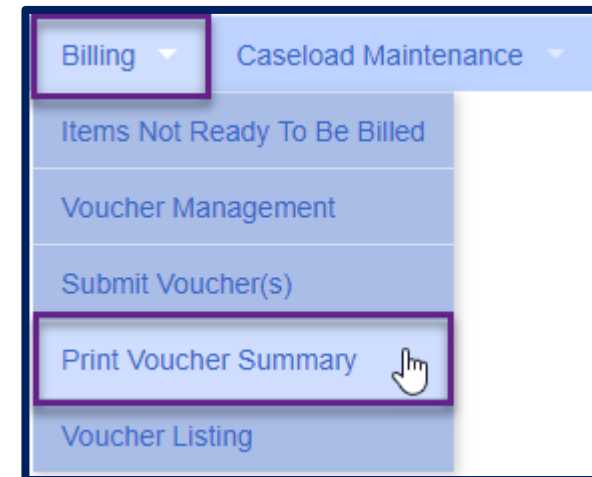 Billing Caseload Maintenance
Items Not Ready To Be Billed
Voucher Management
Submit Voucher(s)
Print Voucher Summary
Voucher Listing